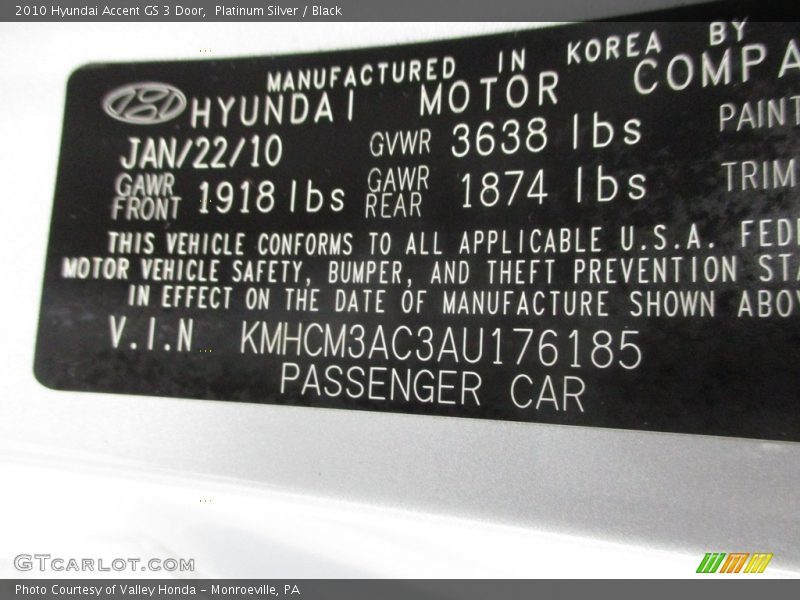 2010 Hyundai Accent GS 3 Door,  Platinum Silver / Black
MANUFACTURED IN KOREA BY
HYUNDAI MOTOR COMPA
JAN/22/10 GVWR 3638 lbs PAINT
GAWR FRONT 1918 lbs GAWR REAR 1874 lbs TRIM
THIS VEHICLE CONFORMS TO ALL APPLICABLE U.S.A. FEDE
MOTOR VEHICLE SAFETY, BUMPER, AND THEFT PREVENTION STA
IN EFFECT ON THE DATE OF MANUFACTURE SHOWN ABOV
V.I.N KMHCM3AC3AU176185
PASSENGER CAR
GTCARLOT.COM
Photo Courtesy of Valley Honda - Monroeville, PA